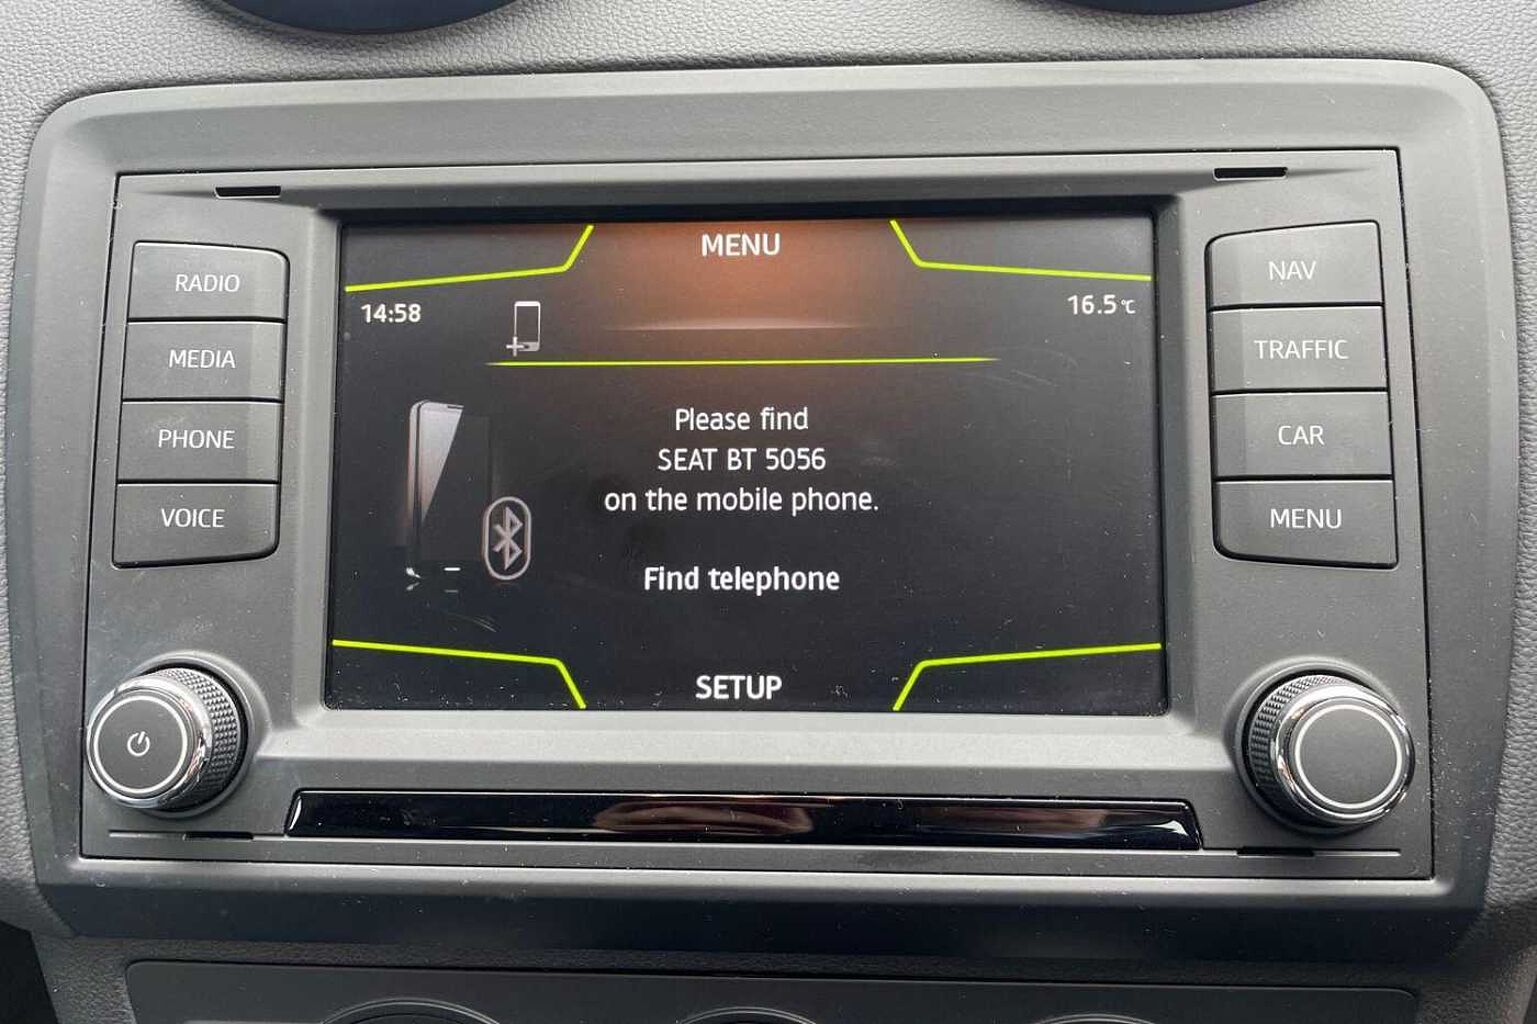 MENU
14:58
16.5°C
Please find
SEAT BT 5056
on the mobile phone.
Find telephone
SETUP
RADIO
MEDIA
PHONE
VOICE
NAV
TRAFFIC
CAR
MENU